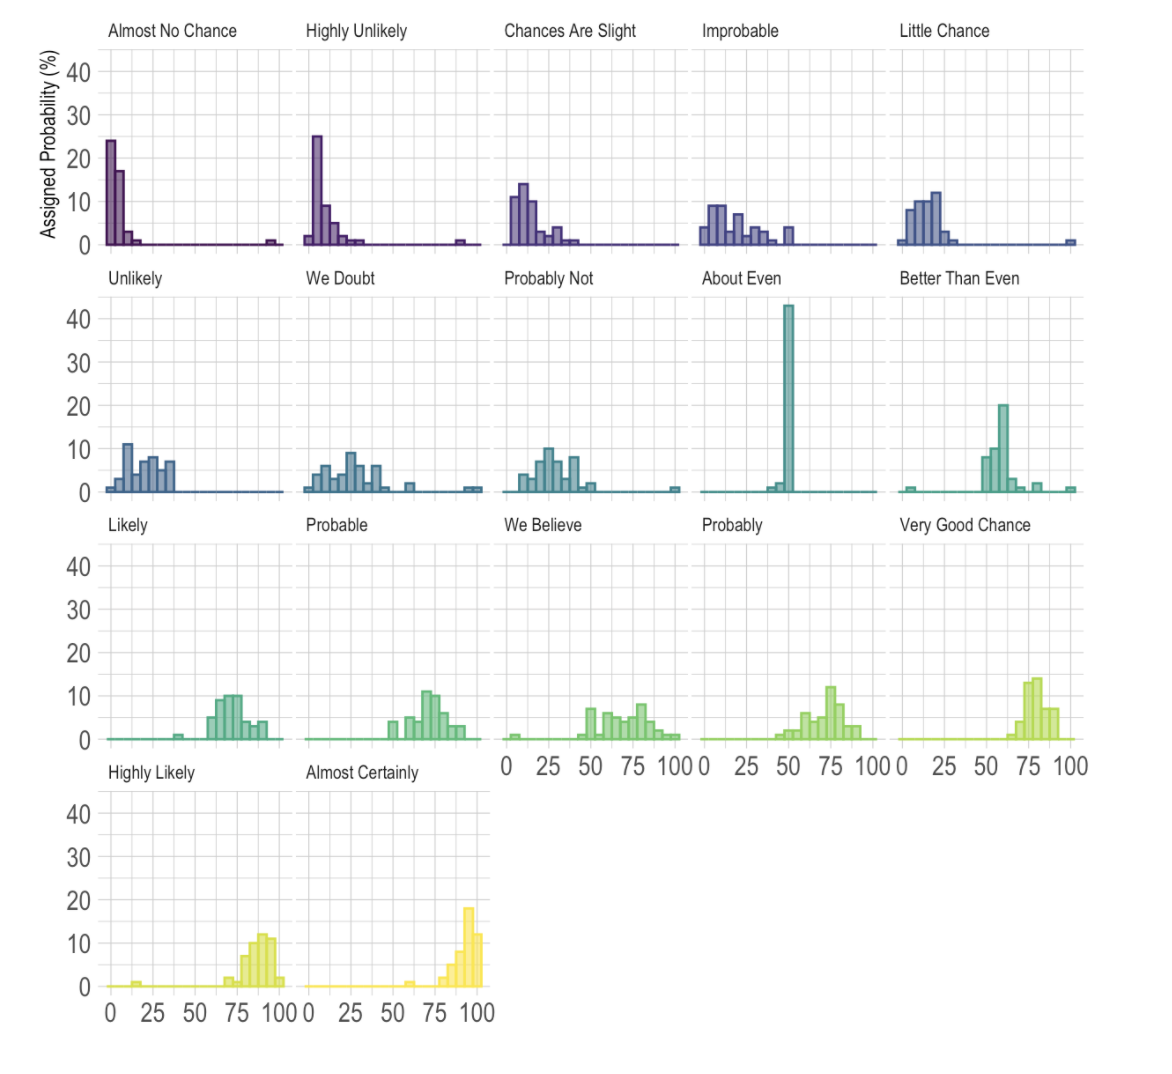 Almost No Chance Highly Unlikely Chances Are Slight Improbable Little Chance
Assigned Probability (%)
40
30
20
10
0
Unlikely We Doubt Probably Not About Even Better Than Even
40
30
20
10
0
Likely Probable We Believe Probably Very Good Chance
40
30
20
10
0
0 25 50 75 100 0 25 50 75 100 0 25 50 75 100
Highly Likely Almost Certainly
40
30
20
10
0
0 25 50 75 100 0 25 50 75 100